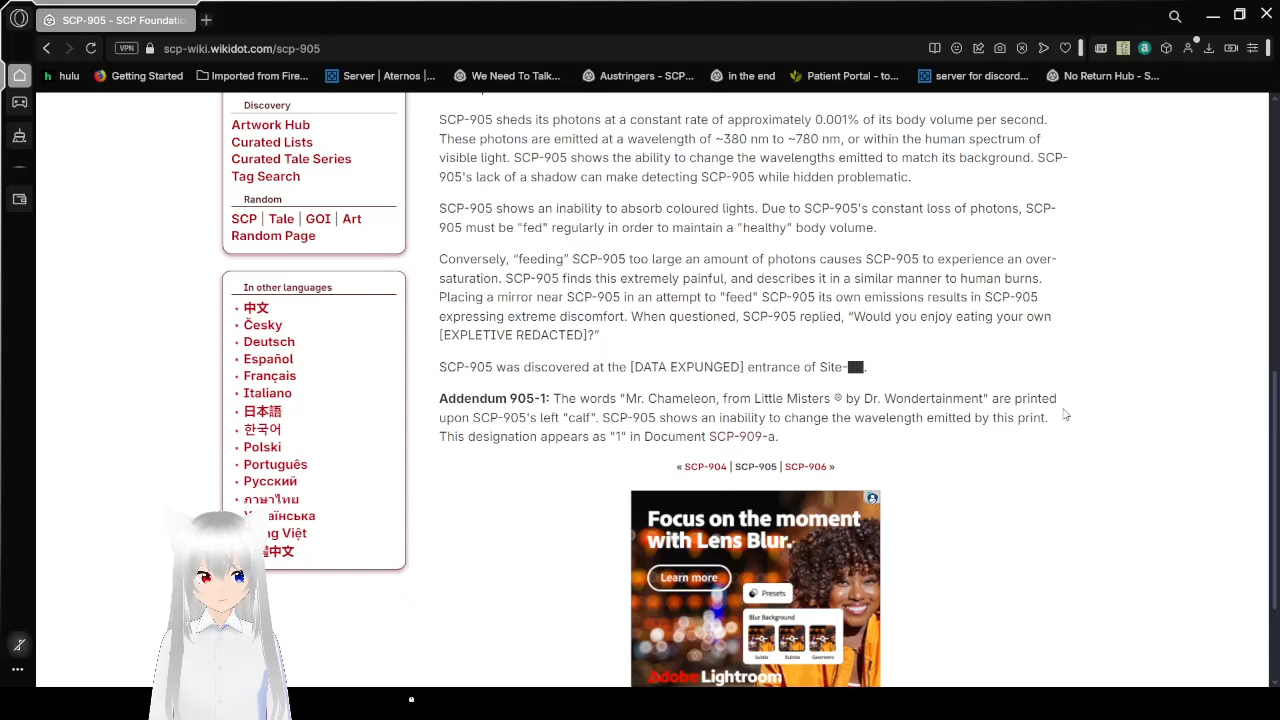 SCP-905 - SCP Foundatio
scp-wiki.wikidot.com/scp-905
VPN
hulu
Getting Started
Imported from Fire...
Server | Aternos |...
We Need To Talk...
Austringers - SCP...
in the end
Patient Portal - to...
server for discord...
No Return Hub - S...
Discovery
Artwork Hub
Curated Lists
Curated Tale Series
Tag Search
Random
SCP | Tale | GOI | Art
Random Page
In other languages
中文
Česky
Deutsch
Español
Français
Italiano
日本語
한국어
Polski
Português
Русский
ภาษาไทย
аїнська
ng Việt
中文
SCP-905 sheds its photons at a constant rate of approximately 0.001% of its body volume per second.
These photons are emitted at a wavelength of ~380 nm to ~780 nm, or within the human spectrum of
visible light. SCP-905 shows the ability to change the wavelengths emitted to match its background. SCP-
905's lack of a shadow can make detecting SCP-905 while hidden problematic.
SCP-905 shows an inability to absorb coloured lights. Due to SCP-905's constant loss of photons, SCP-
905 must be "fed" regularly in order to maintain a "healthy" body volume.
Conversely, “feeding” SCP-905 too large an amount of photons causes SCP-905 to experience an over-
saturation. SCP-905 finds this extremely painful, and describes it in a similar manner to human burns.
Placing a mirror near SCP-905 in an attempt to "feed" SCP-905 its own emissions results in SCP-905
expressing extreme discomfort. When questioned, SCP-905 replied, “Would you enjoy eating your own
[EXPLETIVE REDACTED]?”
SCP-905 was discovered at the [DATA EXPUNGED] entrance of Site-██.
Addendum 905-1: The words "Mr. Chameleon, from Little Misters ® by Dr. Wondertainment" are printed
upon SCP-905's left "calf". SCP-905 shows an inability to change the wavelength emitted by this print.
This designation appears as "1" in Document SCP-909-a.
« SCP-904 | SCP-905 | SCP-906 »
Focus on the moment
with Lens Blur.
Learn more
Presets
Blur Background
Subtle
Bubble
Geometric
Adobe Lightroom